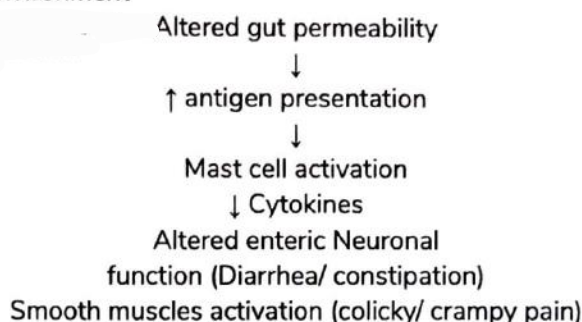 Altered gut permeability
↓
↑ antigen presentation
↓
Mast cell activation
↓ Cytokines
Altered enteric Neuronal
function (Diarrhea/ constipation)
Smooth muscles activation (colicky/ crampy pain)